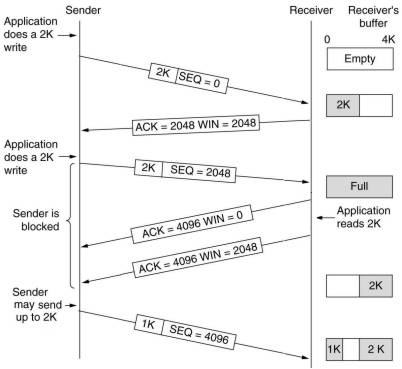 Sender
Receiver
Receiver's
buffer
Application
does a 2K
write
0 4K
Empty
2K SEQ = 0
2K
ACK = 2048 WIN = 2048
Application
does a 2K
write
2K SEQ = 2048
Full
Sender is
blocked
Application
reads 2K
ACK = 4096 WIN = 0
ACK = 4096 WIN = 2048
2K
Sender
may send
up to 2K
1K SEQ = 4096
1K 2 K